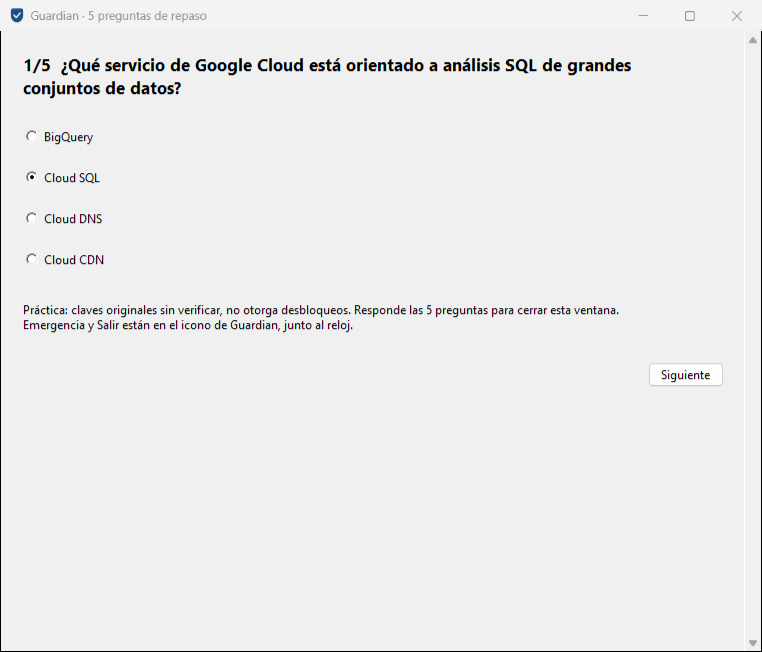 Guardian · 5 preguntas de repaso
1/5 ¿Qué servicio de Google Cloud está orientado a análisis SQL de grandes
conjuntos de datos?
BigQuery
Cloud SQL
Cloud DNS
Cloud CDN
Práctica: claves originales sin verificar, no otorga desbloqueos. Responde las 5 preguntas para cerrar esta ventana.
Emergencia y Salir están en el icono de Guardian, junto al reloj.
Siguiente